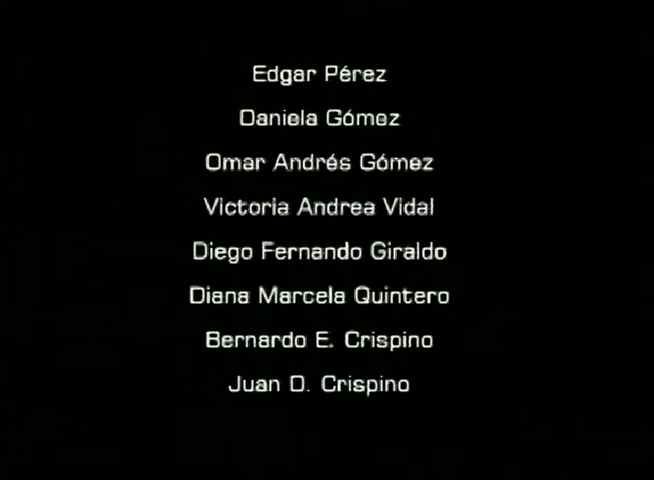 Edgar Pérez
Daniela Gómez
Omar Andrés Gómez
Victoria Andrea Vidal
Diego Fernando Giraldo
Diana Marcela Quintero
Bernardo E. Crispino
Juan D. Crispino